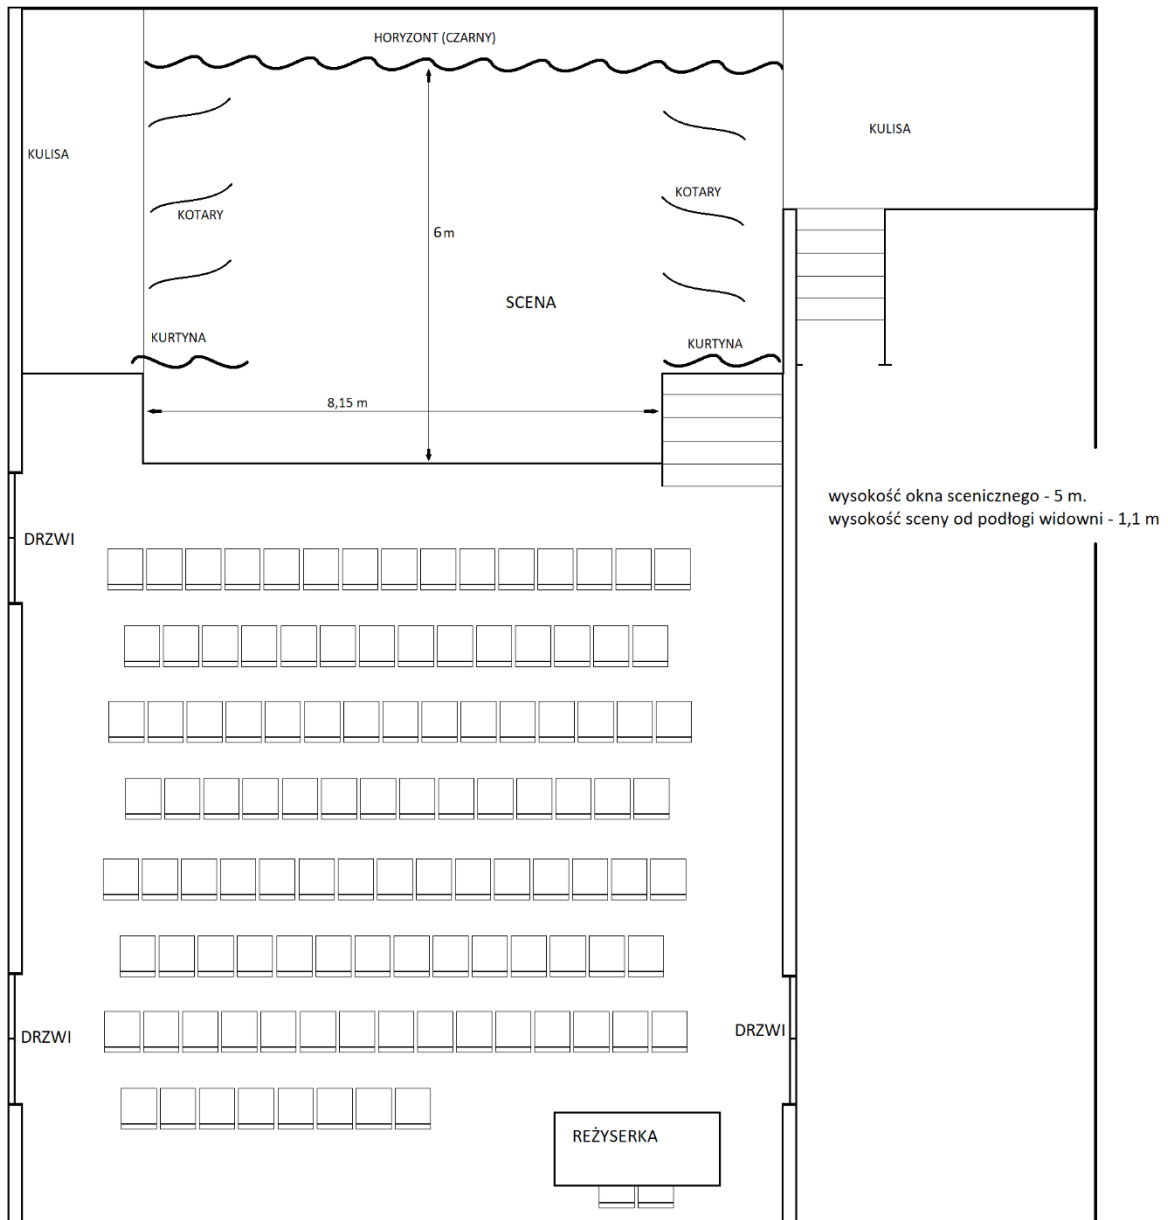 HORYZONT (CZARNY)
KULISA
KULISA
KOTARY
KOTARY
6 m
SCENA
KURTYNA
KURTYNA
8,15 m
wysokość okna scenicznego - 5 m.
wysokość sceny od podłogi widowni - 1,1 m
DRZWI
DRZWI
DRZWI
REŻYSERKA